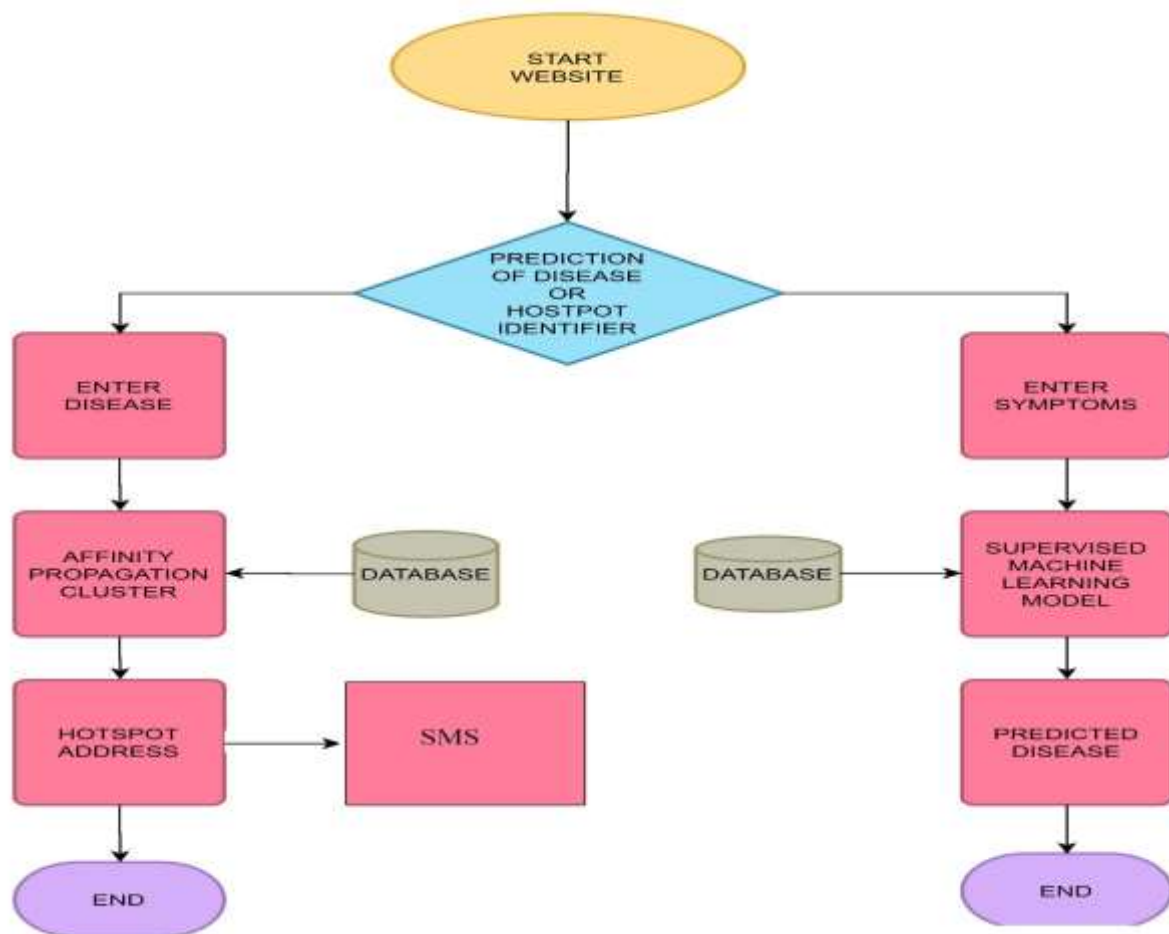 START
WEBSITE
PREDICTION
OF DISEASE
OR
HOSTPOT
IDENTIFIER
ENTER
DISEASE
ENTER
SYMPTOMS
AFFINITY
PROPAGATION
CLUSTER
DATABASE
DATABASE
SUPERVISED
MACHINE
LEARNING
MODEL
HOTSPOT
ADDRESS
SMS
PREDICTED
DISEASE
END
END